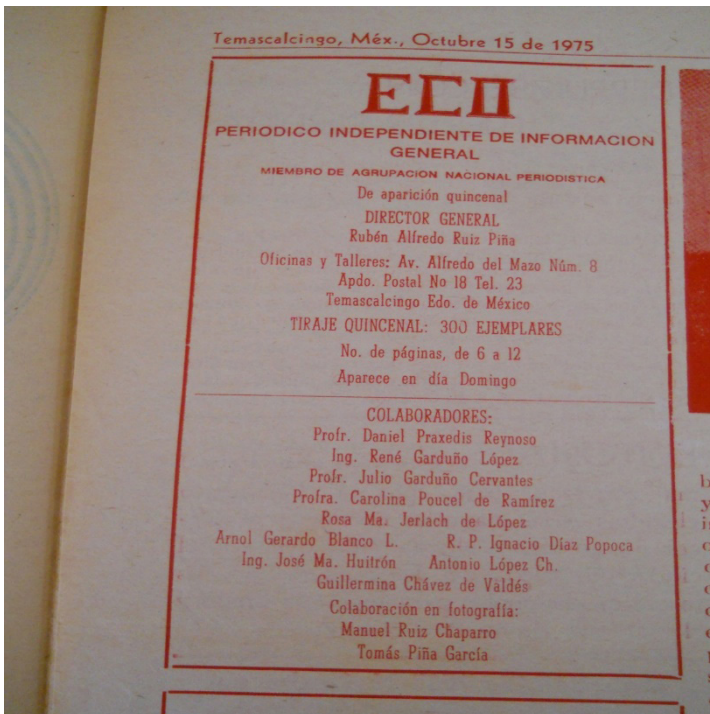 Temascalcingo, Méx., Octubre 15 de 1975
ECO
PERIODICO INDEPENDIENTE DE INFORMACION
GENERAL
MIEMBRO DE AGRUPACION NACIONAL PERIODISTICA
De aparición quincenal
DIRECTOR GENERAL
Rubén Alfredo Ruiz Piña
Oficinas y Talleres: Av. Alfredo del Mazo Núm. 8
Apdo. Postal No 18 Tel. 23
Temascalcingo Edo. de México
TIRAJE QUINCENAL: 300 EJEMPLARES
No. de páginas, de 6 a 12
Aparece en día Domingo
COLABORADORES:
Profr. Daniel Praxedis Reynoso
Ing. René Garduño López
Profr. Julio Garduño Cervantes
Profra. Carolina Poucel de Ramírez
Rosa Ma. Jerlach de López
Arnol Gerardo Blanco L. R. P. Ignacio Díaz Popoca
Ing. José Ma. Huitrón Antonio López Ch.
Guillermina Chávez de Valdés
Colaboración en fotografía:
Manuel Ruiz Chaparro
Tomás Piña García